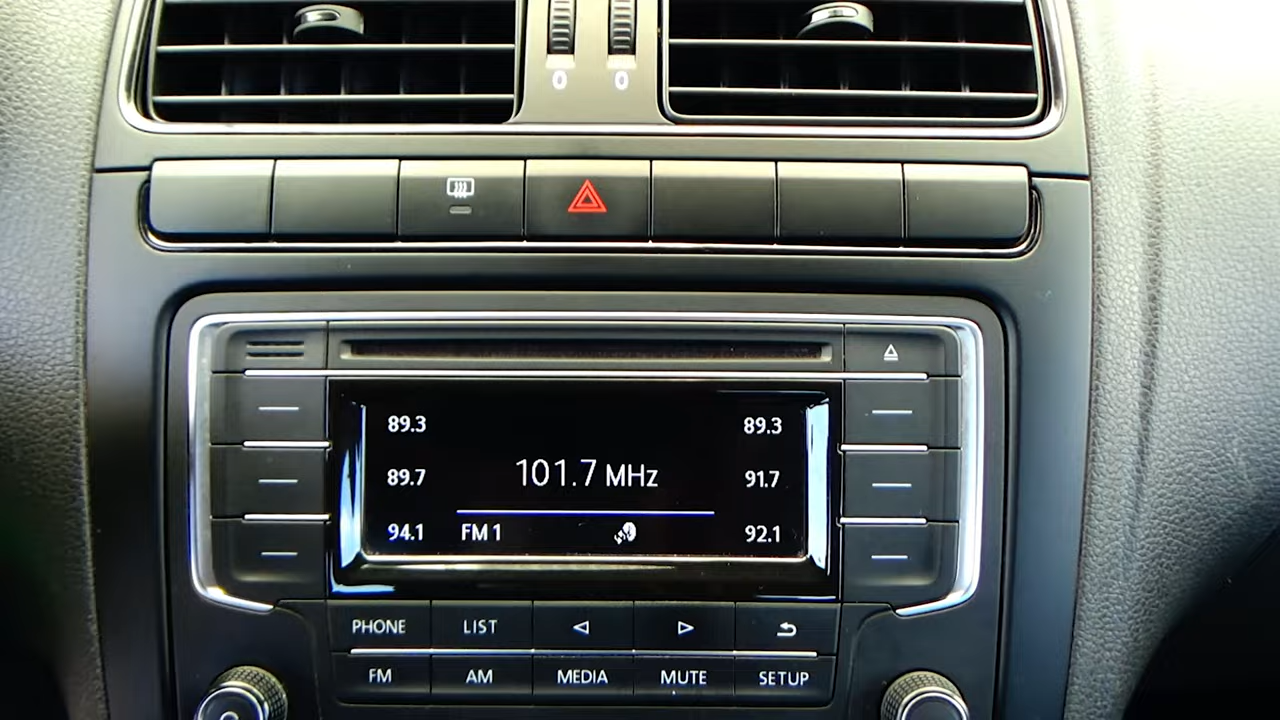 0 0
89.3 89.3
101.7 MHz
89.7 91.7
94.1 FM 1 92.1
PHONE LIST
FM AM MEDIA MUTE SETUP